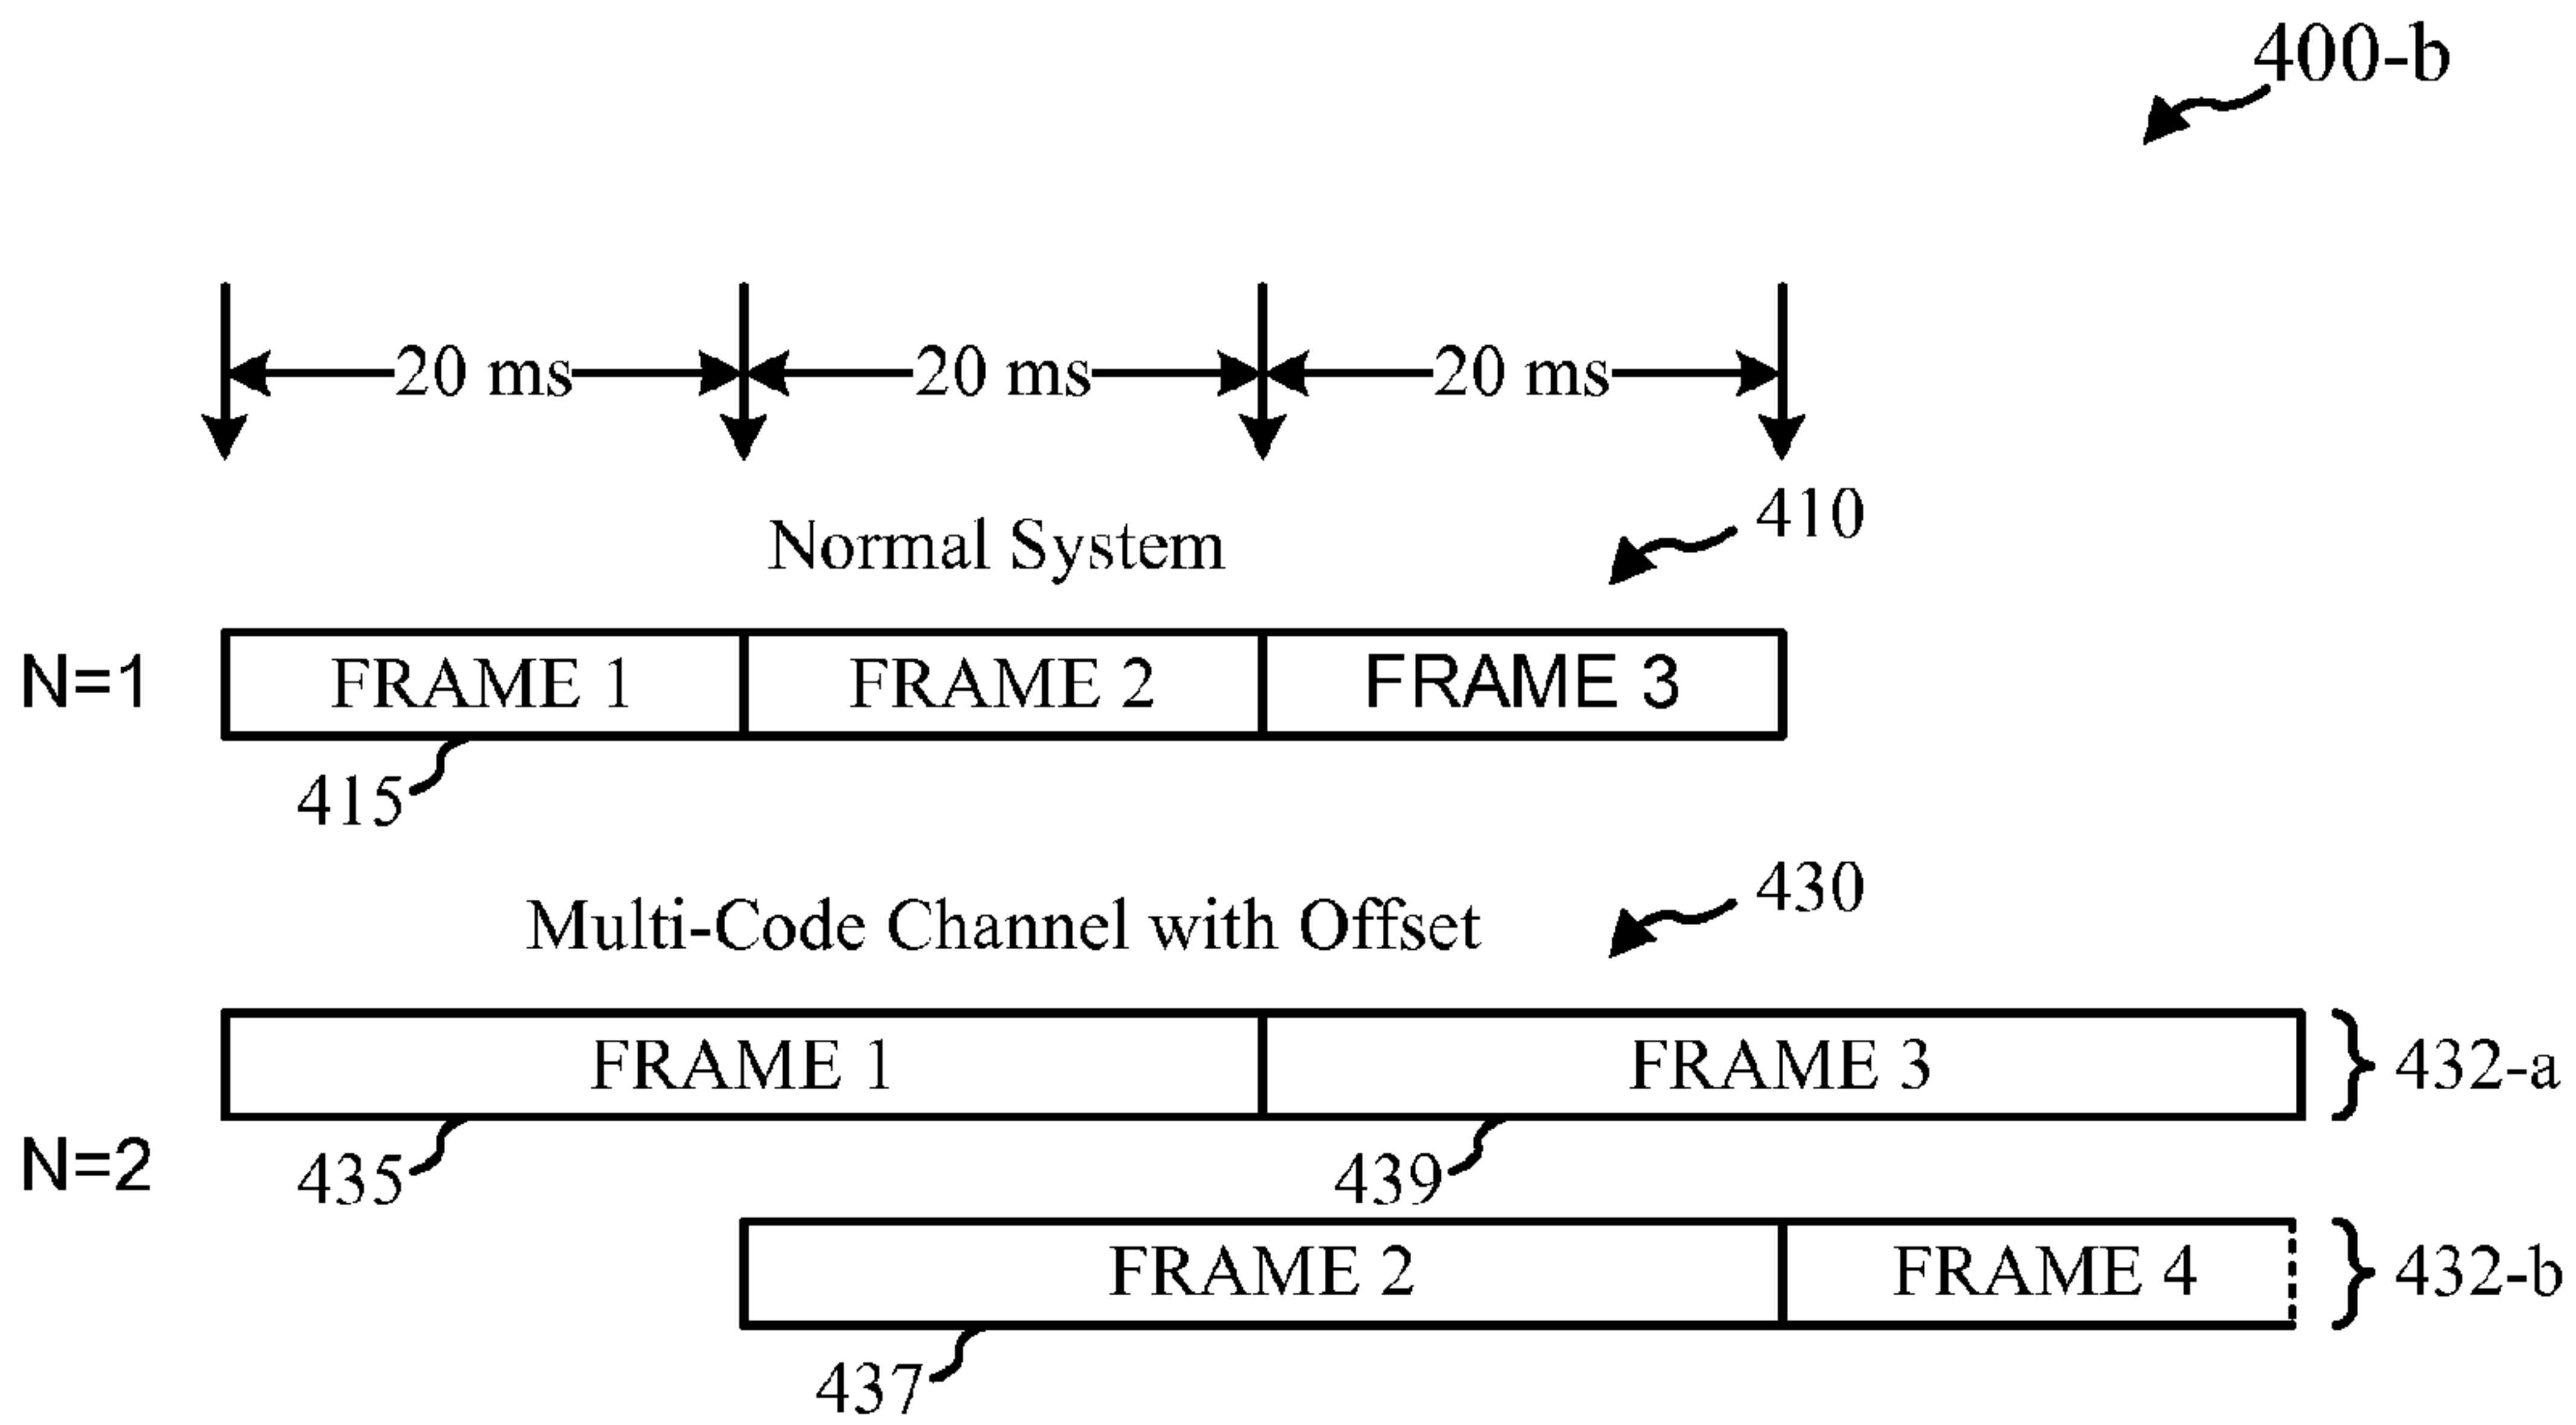 400-b
20 ms 20 ms 20 ms
410
Normal System
N=1 FRAME 1 FRAME 2 FRAME 3
415
430
Multi-Code Channel with Offset
FRAME 1 FRAME 3 432-a
N=2 435 439
FRAME 2 FRAME 4 432-b
437